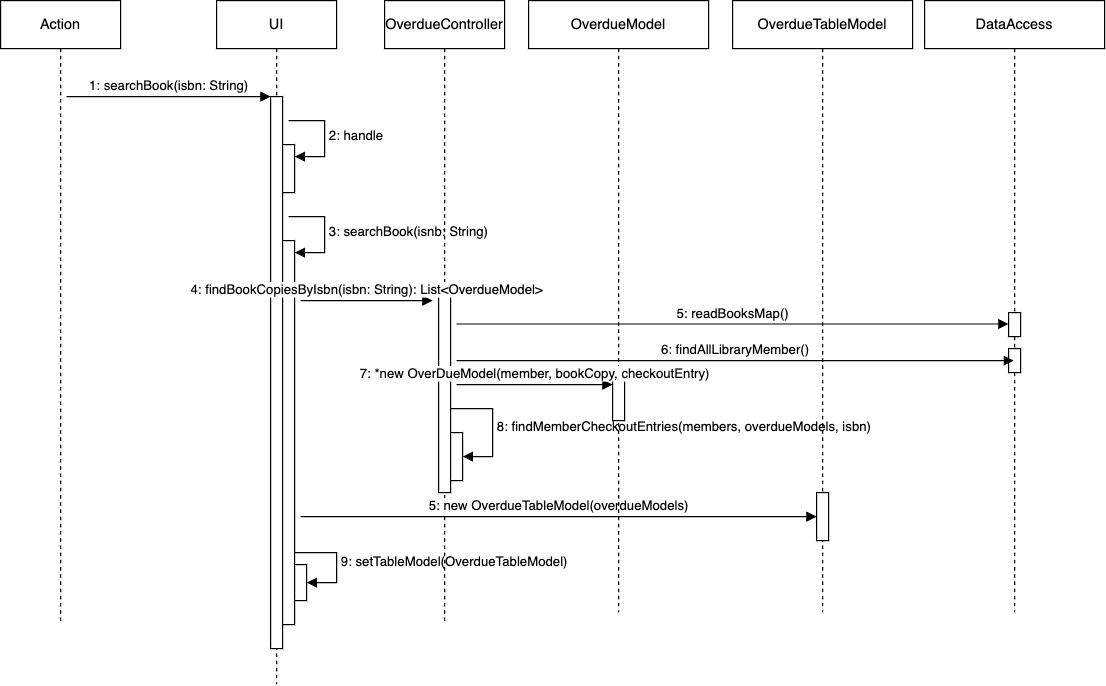 Action
UI
OverdueController
OverdueModel
OverdueTableModel
DataAccess
1: searchBook(isbn: String)
2: handle
3: searchBook(isnb: String)
4: findBookCopiesByIsbn(isbn: String): List<OverdueModel>
5: readBooksMap()
6: findAllLibraryMember()
7: *new OverDueModel(member, bookCopy, checkoutEntry)
8: findMemberCheckoutEntries(members, overdueModels, isbn)
5: new OverdueTableModel(overdueModels)
9: setTableModel(OverdueTableModel)